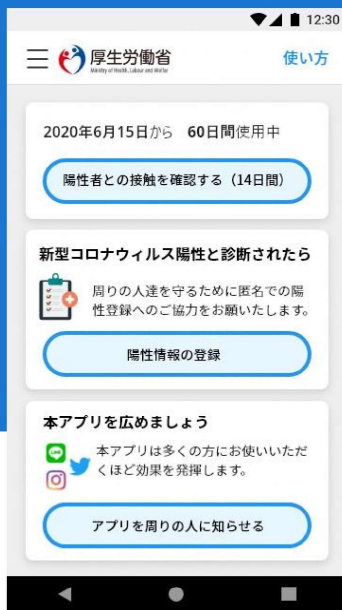 12:30
厚生労働省
Ministry of Health, Labour and Welfare
使い方
2020年6月15日から 60日間使用中
陽性者との接触を確認する（14日間）
新型コロナウィルス陽性と診断されたら
周りの人達を守るために匿名での陽
性登録へのご協力をお願いいたします。
陽性情報の登録
本アプリを広めましょう
本アプリは多くの方にお使いいただ
くほど効果を発揮します。
LINE
アプリを周りの人に知らせる